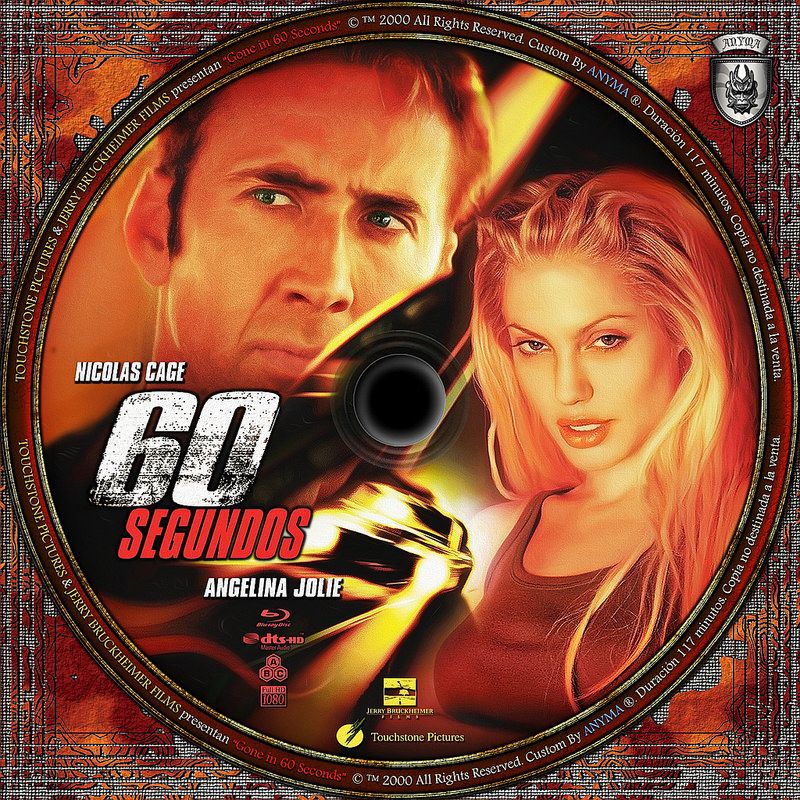 TOUCHSTONE PICTURES & JERRY BRUCKHEIMER FILMS presentan "Gone in 60 Seconds" © ™ 2000 All Rights Reserved. Custom By ANYMA ®. Duración 117 minutos. Copia no destinada a la venta.
ANYMA
NICOLAS CAGE
60
SEGUNDOS
ANGELINA JOLIE
Blu-ray Disc
dts-HD
Master Audio
A
B C
Full HD
1080
JERRY BRUCKHEIMER
FILMS
Touchstone Pictures
TOUCHSTONE PICTURES & JERRY BRUCKHEIMER FILMS presentan "Gone in 60 Seconds" © ™ 2000 All Rights Reserved. Custom By ANYMA ® Duración 117 minutos. Copia no destinada a la venta.